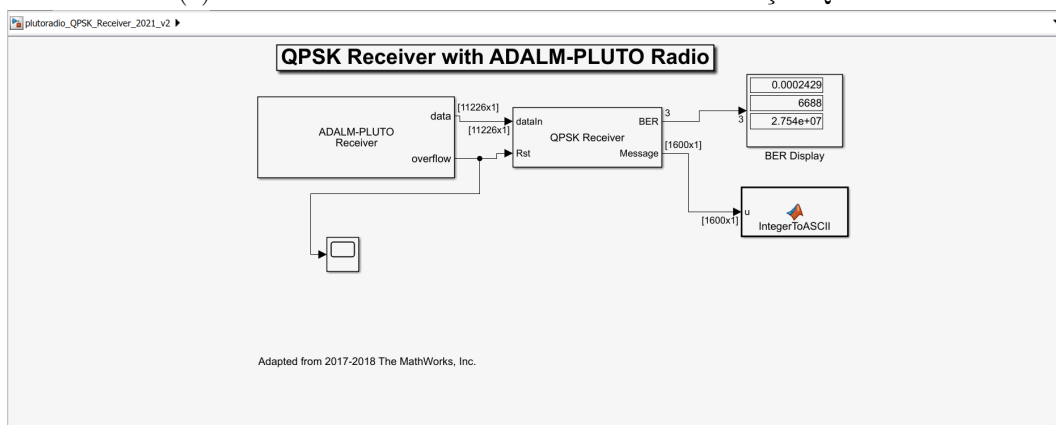 plutoradio_QPSK_Receiver_2021_v2
QPSK Receiver with ADALM-PLUTO Radio
ADALM-PLUTO
Receiver
data
overflow
[11226x1]
[11226x1]
dataIn
Rst
QPSK Receiver
BER
Message
3
[1600x1]
3
0.0002429
6688
2.754e+07
BER Display
[1600x1]
u
IntegerToASCII
Adapted from 2017-2018 The MathWorks, Inc.